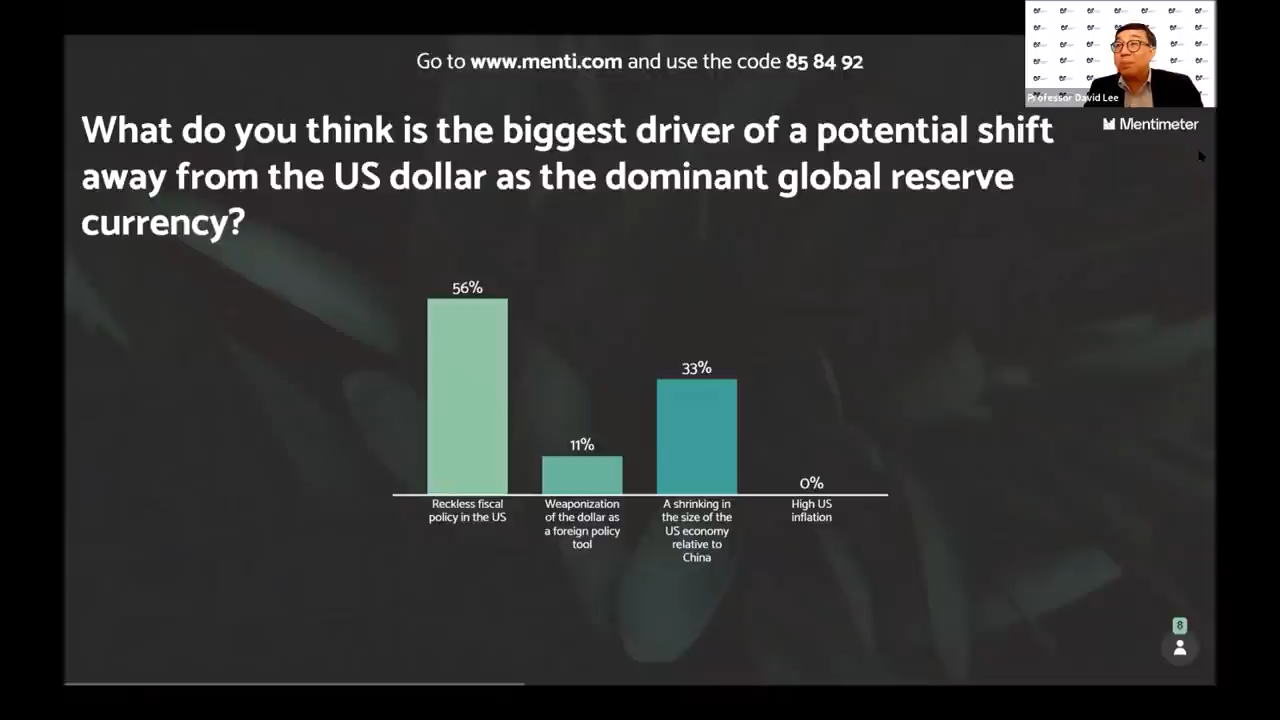 Go to www.menti.com and use the code 85 84 92
Professor David Lee
Mentimeter
What do you think is the biggest driver of a potential shift
away from the US dollar as the dominant global reserve
currency?
56%
11%
33%
0%
Reckless fiscal
policy in the US
Weaponization
of the dollar as
a foreign policy
tool
A shrinking in
the size of the
US economy
relative to
China
High US
inflation
8